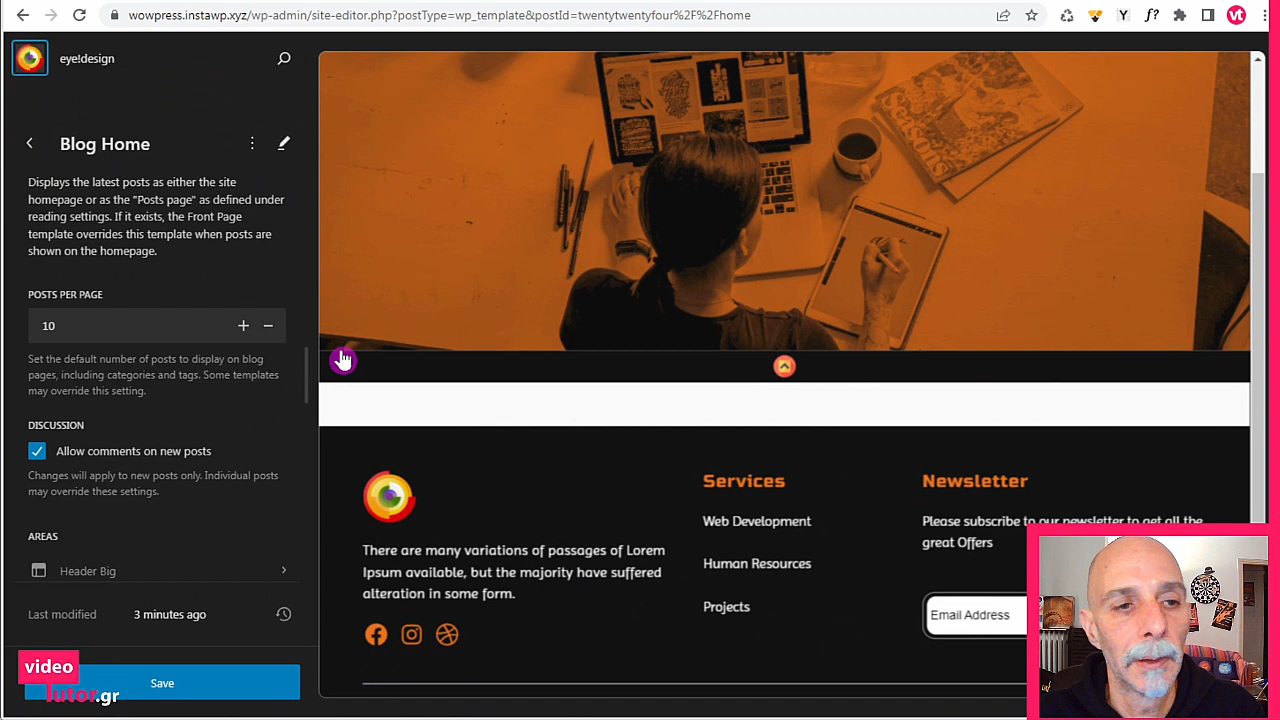 wowpress.instawp.xyz/wp-admin/site-editor.php?postType=wp_template&postId=twentytwentyfour%2F%2Fhome
eye!design
Blog Home
Displays the latest posts as either the site
homepage or as the "Posts page" as defined under
reading settings. If it exists, the Front Page
template overrides this template when posts are
shown on the homepage.
POSTS PER PAGE
10
Set the default number of posts to display on blog
pages, including categories and tags. Some templates
may override this setting.
DISCUSSION
Allow comments on new posts
Changes will apply to new posts only. Individual posts
may override these settings.
AREAS
Header Big
Last modified 3 minutes ago
Save
video
tutor.gr
There are many variations of passages of Lorem
Ipsum available, but the majority have suffered
alteration in some form.
Services
Web Development
Human Resources
Projects
Newsletter
Please subscribe to our newsletter to get all the
great Offers
Email Address
Y
f?
vt